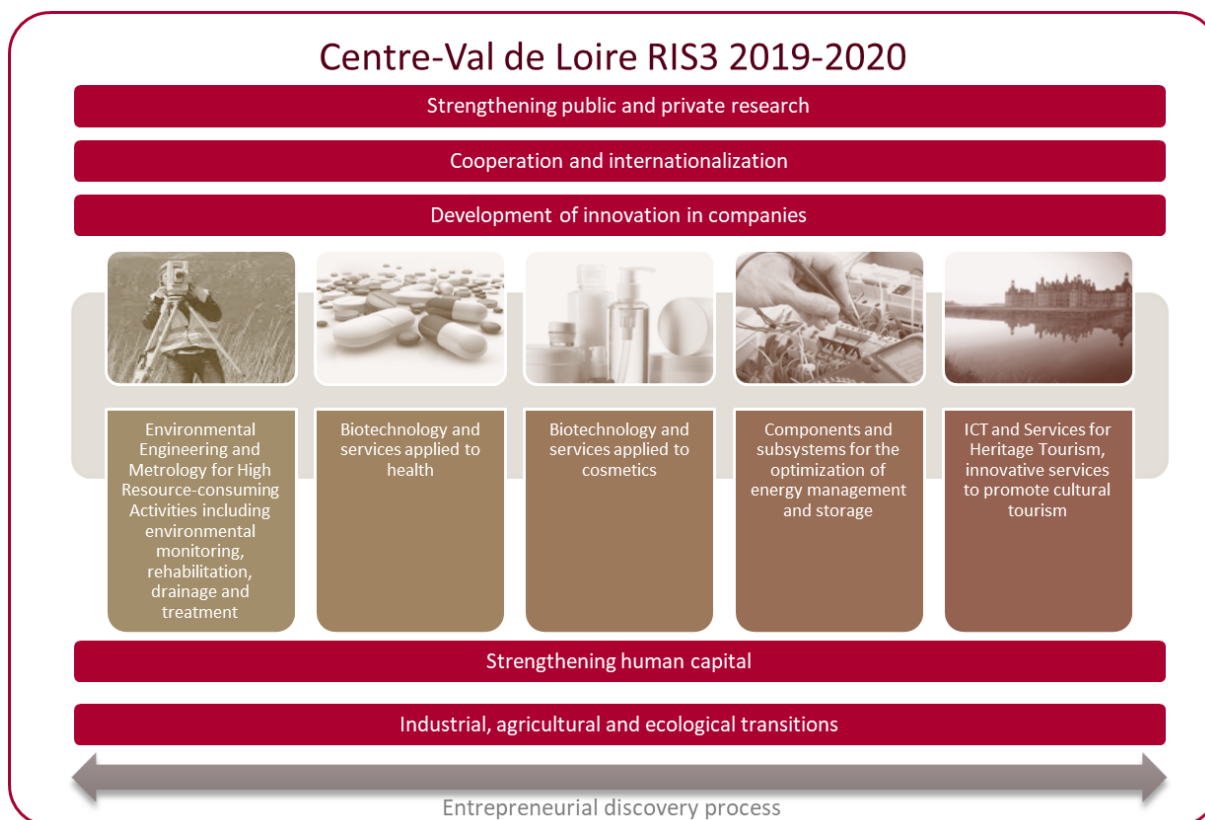 Centre-Val de Loire RIS3 2019-2020
Strengthening public and private research
Cooperation and internationalization
Development of innovation in companies
Environmental
Engineering and
Metrology for High
Resource-consuming
Activities including
environmental
monitoring,
rehabilitation,
drainage and
treatment
Biotechnology and
services applied to
health
Biotechnology and
services applied to
cosmetics
Components and
subsystems for the
optimization of
energy management
and storage
ICT and Services for
Heritage Tourism,
innovative services
to promote cultural
tourism
Strengthening human capital
Industrial, agricultural and ecological transitions
Entrepreneurial discovery process